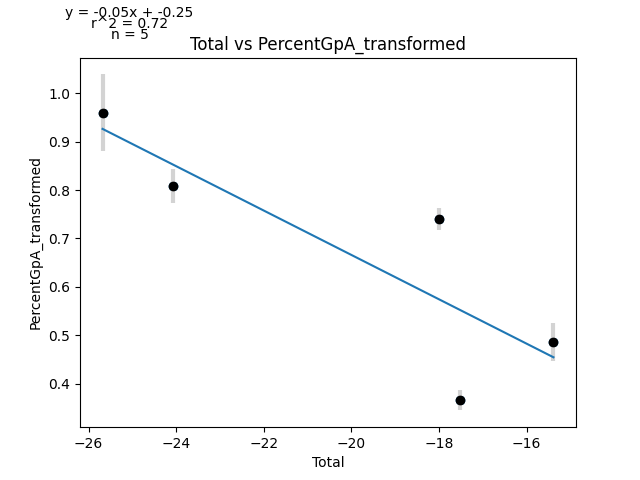 y = -0.05x + -0.25
r^2 = 0.72
n = 5
Total vs PercentGpA_transformed
PercentGpA_transformed
1.0
0.9
0.8
0.7
0.6
0.5
0.4
−26
−24
−22
−20
−18
−16
Total